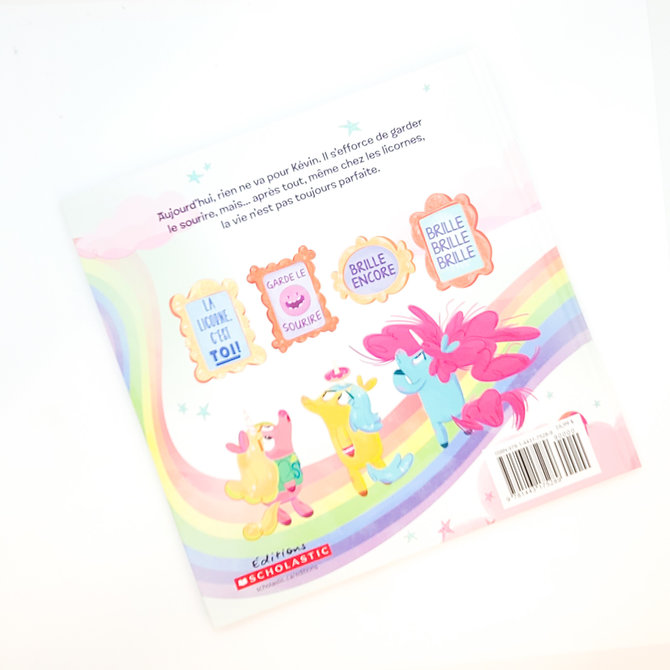 Aujourd'hui, rien ne va pour Kévin. Il s'efforce de garder
le sourire, mais... après tout, même chez les licornes,
la vie n'est pas toujours parfaite.
LA
LICORNE,
C'EST
TOI!
GARDE LE
SOURIRE
BRILLE
ENCORE
BRILLE
BRILLE
BRILLE
Éditions
SCHOLASTIC